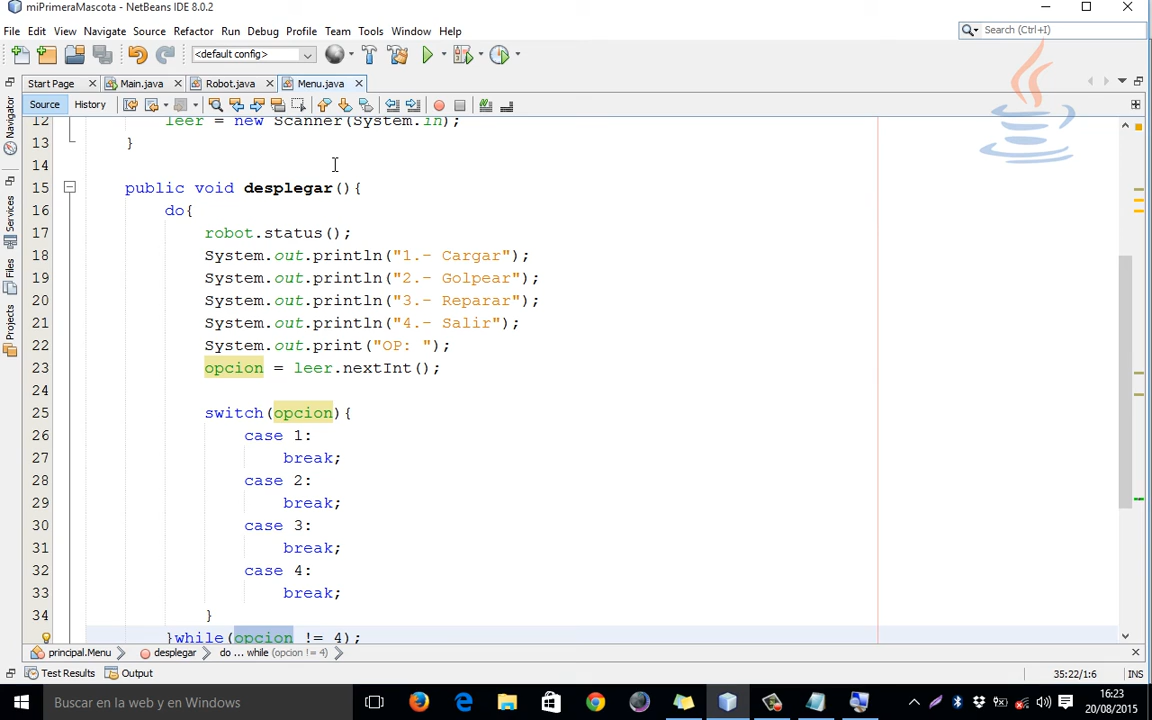 miPrimeraMascota - NetBeans IDE 8.0.2
File Edit View Navigate Source Refactor Run Debug Profile Team Tools Window Help
Search (Ctrl+I)
<default config>
Start Page Main.java Robot.java Menu.java
Source History
Navigator
Services
Files
Projects
12 leer = new Scanner(System.in);
13 }
14
15 public void desplegar(){
16 do{
17 robot.status();
18 System.out.println("1.- Cargar");
19 System.out.println("2.- Golpear");
20 System.out.println("3.- Reparar");
21 System.out.println("4.- Salir");
22 System.out.print("OP: ");
23 opcion = leer.nextInt();
24
25 switch(opcion){
26 case 1:
27 break;
28 case 2:
29 break;
30 case 3:
31 break;
32 case 4:
33 break;
34 }
}while(opcion != 4);
principal.Menu desplegar do ... while (opcion != 4)
Test Results Output
35:22/1:6 INS
Buscar en la web y en Windows
16:23
20/08/2015